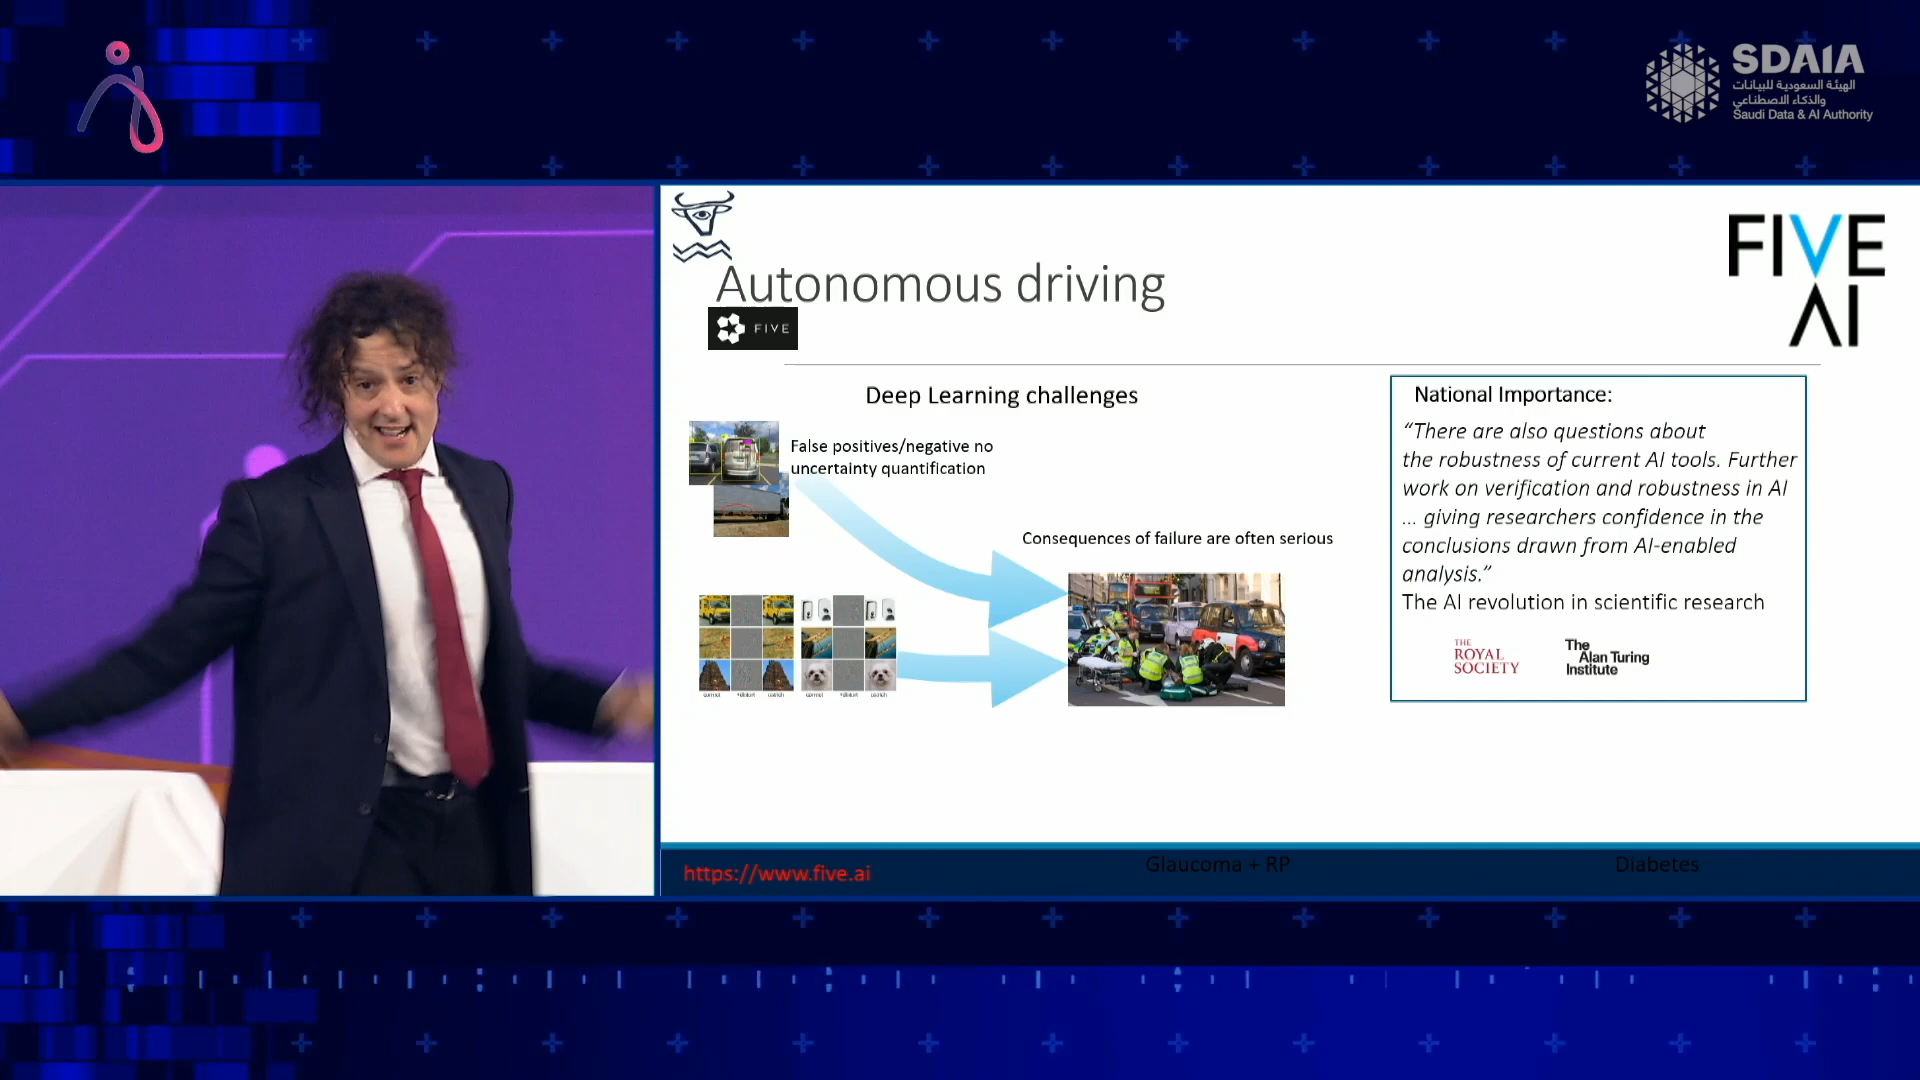 SDAIA
الهيئة السعودية للبيانات
والذكاء الاصطناعي
Saudi Data & AI Authority
FIVE
AI
Autonomous driving
FIVE
Deep Learning challenges
False positives/negative no
uncertainty quantification
Consequences of failure are often serious
National Importance:
“There are also questions about
the robustness of current AI tools. Further
work on verification and robustness in AI
... giving researchers confidence in the
conclusions drawn from AI-enabled
analysis.”
The AI revolution in scientific research
THE
ROYAL
SOCIETY
The
Alan Turing
Institute
https://www.five.ai
Glaucoma + RP
Diabetes